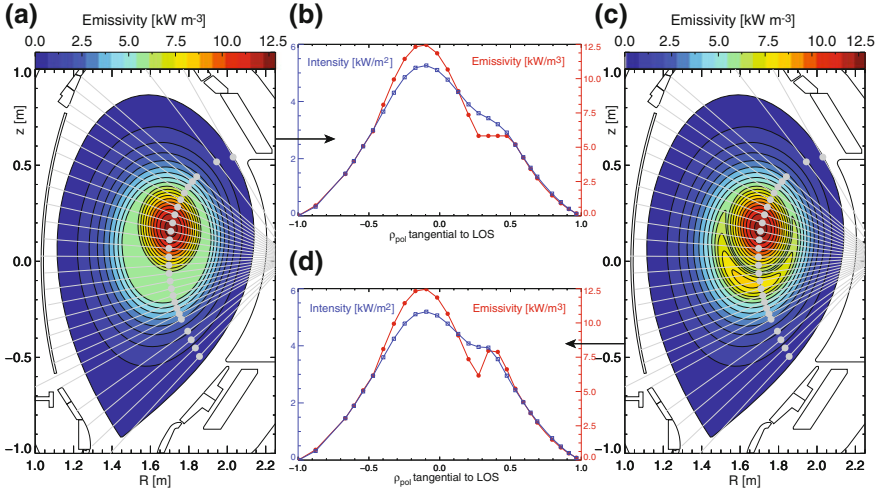 (a)
Emissivity [kW m-3]
0.0 2.5 5.0 7.5 10.0 12.5
1.0
0.5
0.0
−0.5
−1.0
z [m]
1.0 1.2 1.4 1.6 1.8 2.0 2.2
R [m]
(b)
Intensity [kW/m2]
Emissivity [kW/m3]
6
4
2
0
12.5
10.0
7.5
5.0
2.5
0.0
−1.0 −0.5 0.0 0.5 1.0
ρpol tangential to LOS
(d)
Intensity [kW/m2]
Emissivity [kW/m3]
6
4
2
0
12.5
10.0
7.5
5.0
2.5
0.0
−1.0 −0.5 0.0 0.5 1.0
ρpol tangential to LOS
(c)
Emissivity [kW m-3]
0.0 2.5 5.0 7.5 10.0 12.5
1.0
0.5
0.0
−0.5
−1.0
z [m]
1.0 1.2 1.4 1.6 1.8 2.0 2.2
R [m]